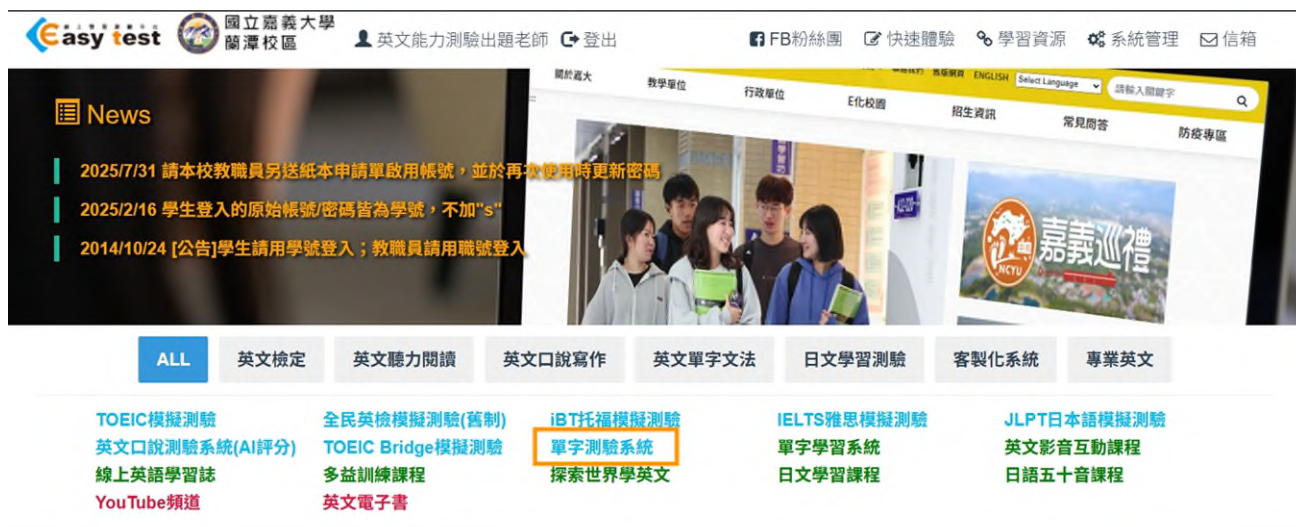 Easy test 國立嘉義大學
蘭潭校區
英文能力測驗出題老師 登出 FB粉絲團 快速體驗 學習資源 系統管理 信箱
舊版網頁 ENGLISH Select Language 請輸入關鍵字
關於嘉大 教學單位 行政單位 E化校園 招生資訊 常見問答 防疫專區
News
2025/7/31 請本校教職員另送紙本申請單啟用帳號，並於再次使用時更新密碼
2025/2/16 學生登入的原始帳號/密碼皆為學號，不加"s"
2014/10/24 [公告]學生請用學號登入；教職員請用職號登入
嘉義巡禮
NCYU
ALL 英文檢定 英文聽力閱讀 英文口說寫作 英文單字文法 日文學習測驗 客製化系統 專業英文
TOEIC模擬測驗 全民英檢模擬測驗(舊制) iBT托福模擬測驗 IELTS雅思模擬測驗 JLPT日本語模擬測驗
英文口說測驗系統(AI評分) TOEIC Bridge模擬測驗 單字測驗系統 單字學習系統 英文影音互動課程
線上英語學習誌 多益訓練課程 探索世界學英文 日文學習課程 日語五十音課程
YouTube頻道 英文電子書